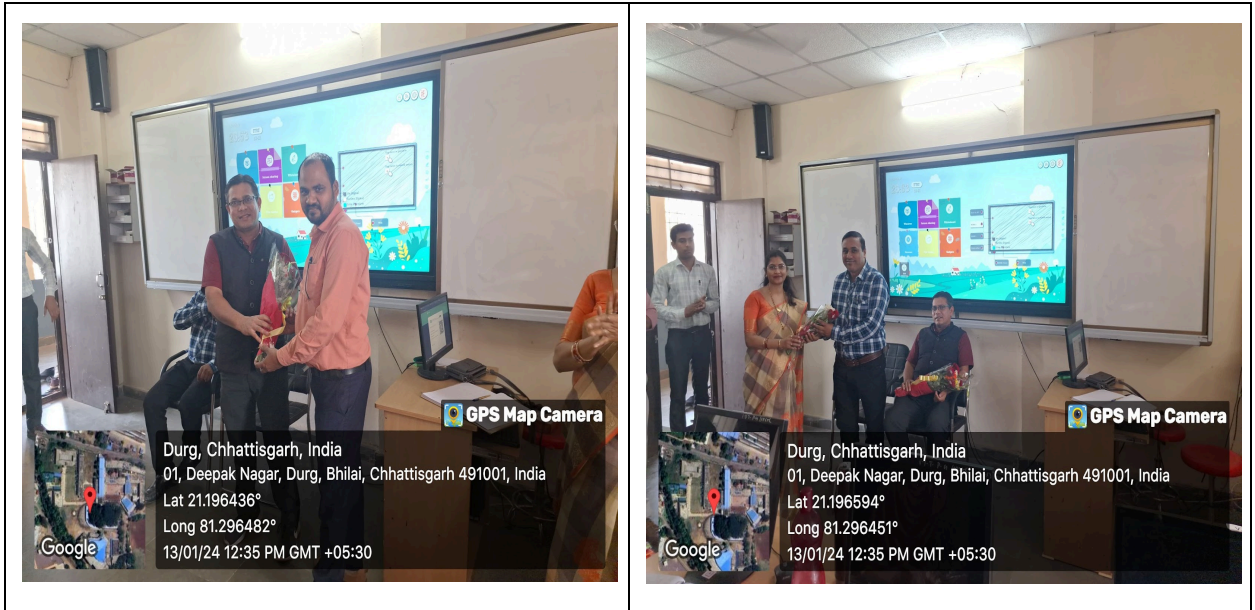 GPS Map Camera
Durg, Chhattisgarh, India
01, Deepak Nagar, Durg, Bhilai, Chhattisgarh 491001, India
Lat 21.196436°
Long 81.296482°
13/01/24 12:35 PM GMT +05:30
Google
GPS Map Camera
Durg, Chhattisgarh, India
01, Deepak Nagar, Durg, Bhilai, Chhattisgarh 491001, India
Lat 21.196594°
Long 81.296451°
13/01/24 12:35 PM GMT +05:30
Google